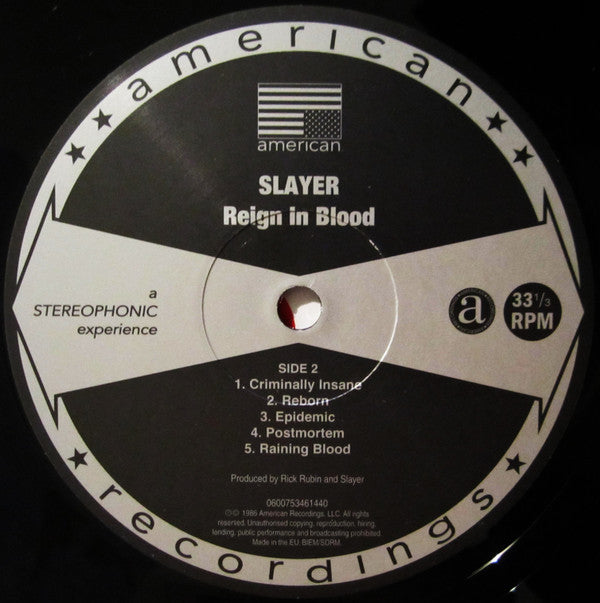 american
american
SLAYER
Reign in Blood
a
STEREOPHONIC
experience
a
33 1/3
RPM
SIDE 2
1. Criminally Insane
2. Reborn
3. Epidemic
4. Postmortem
5. Raining Blood
Produced by Rick Rubin and Slayer
0600753461440
℗© 1986 American Recordings, LLC. All rights
reserved. Unauthorised copying, reproduction, hiring,
lending, public performance and broadcasting prohibited.
Made in the EU. BIEM/SDRM.
recordings